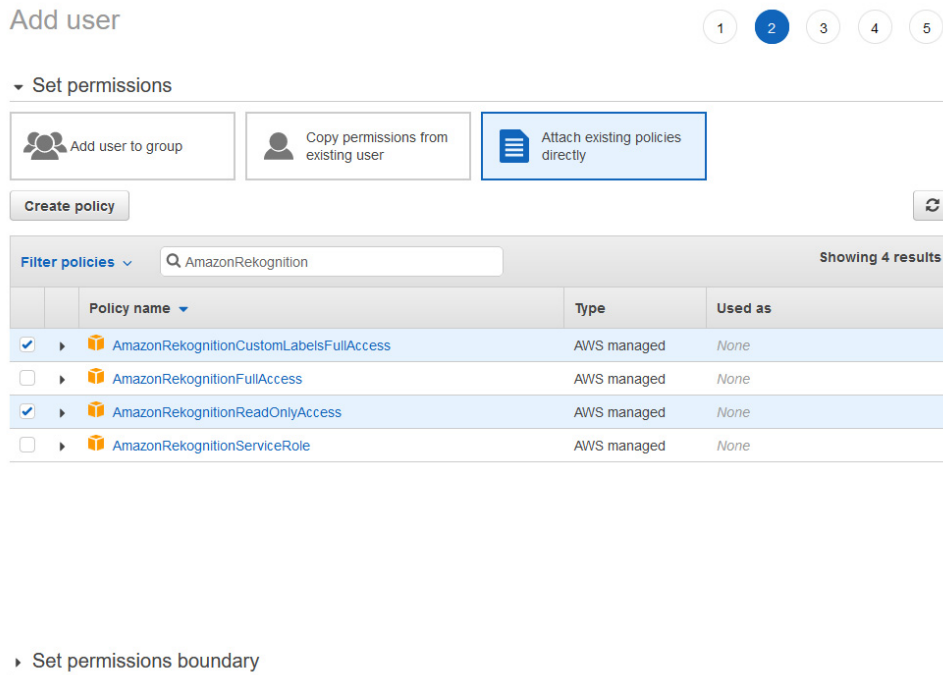 Add user
1 2 3 4 5
Set permissions
Add user to group
Copy permissions from
existing user
Attach existing policies
directly
Create policy
Filter policies
AmazonRekognition
Showing 4 results
Policy name Type Used as
AmazonRekognitionCustomLabelsFullAccess AWS managed None
AmazonRekognitionFullAccess AWS managed None
AmazonRekognitionReadOnlyAccess AWS managed None
AmazonRekognitionServiceRole AWS managed None
Set permissions boundary